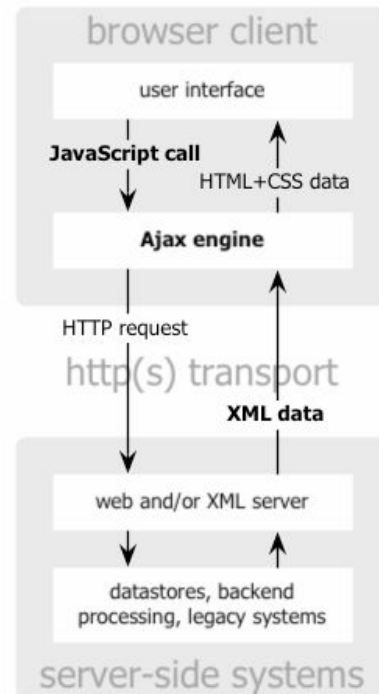 browser client
user interface
JavaScript call
HTML+CSS data
Ajax engine
HTTP request
http(s) transport
XML data
web and/or XML server
datastores, backend
processing, legacy systems
server-side systems